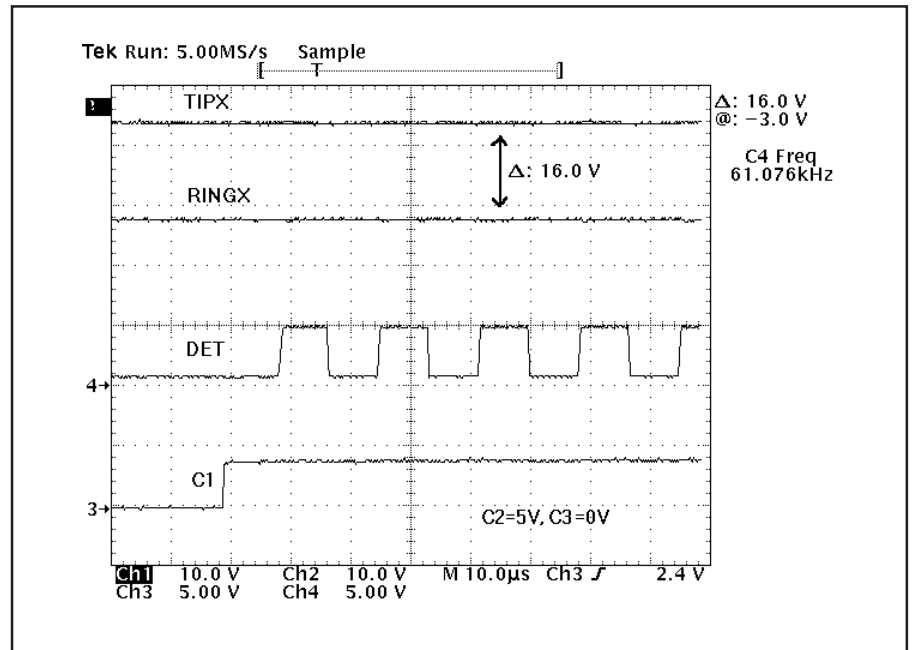 Tek Run: 5.00MS/s Sample
TIPX
Δ: 16.0 V
@: −3.0 V
Δ: 16.0 V
C4 Freq
61.076kHz
RINGX
DET
4→
C1
3→
C2=5V, C3=0V
Ch1 10.0 V Ch2 10.0 V M 10.0µs Ch3 ƒ 2.4 V
Ch3 5.00 V Ch4 5.00 V